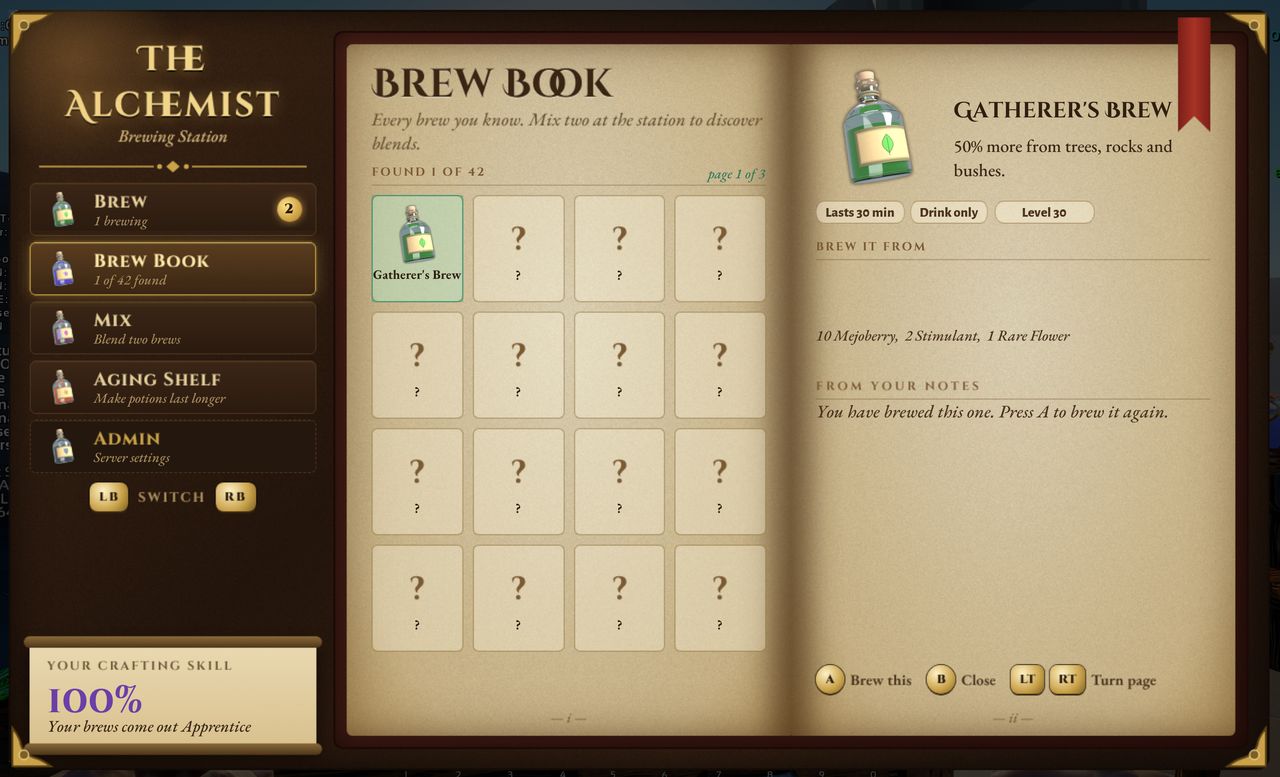 THE
ALCHEMIST
Brewing Station
BREW
1 brewing
2
BREW BOOK
1 of 42 found
MIX
Blend two brews
AGING SHELF
Make potions last longer
ADMIN
Server settings
LB SWITCH RB
YOUR CRAFTING SKILL
100%
Your brews come out Apprentice
BREW BOOK
Every brew you know. Mix two at the station to discover
blends.
FOUND 1 OF 42
page 1 of 3
? ? ?
Gatherer's Brew ? ? ?
? ? ? ?
? ? ? ?
? ? ? ?
? ? ? ?
? ? ? ?
? ? ? ?
— i —
GATHERER'S BREW
50% more from trees, rocks and
bushes.
Lasts 30 min Drink only Level 30
BREW IT FROM
10 Mejoberry, 2 Stimulant, 1 Rare Flower
FROM YOUR NOTES
You have brewed this one. Press A to brew it again.
A Brew this B Close LT RT Turn page
— ii —